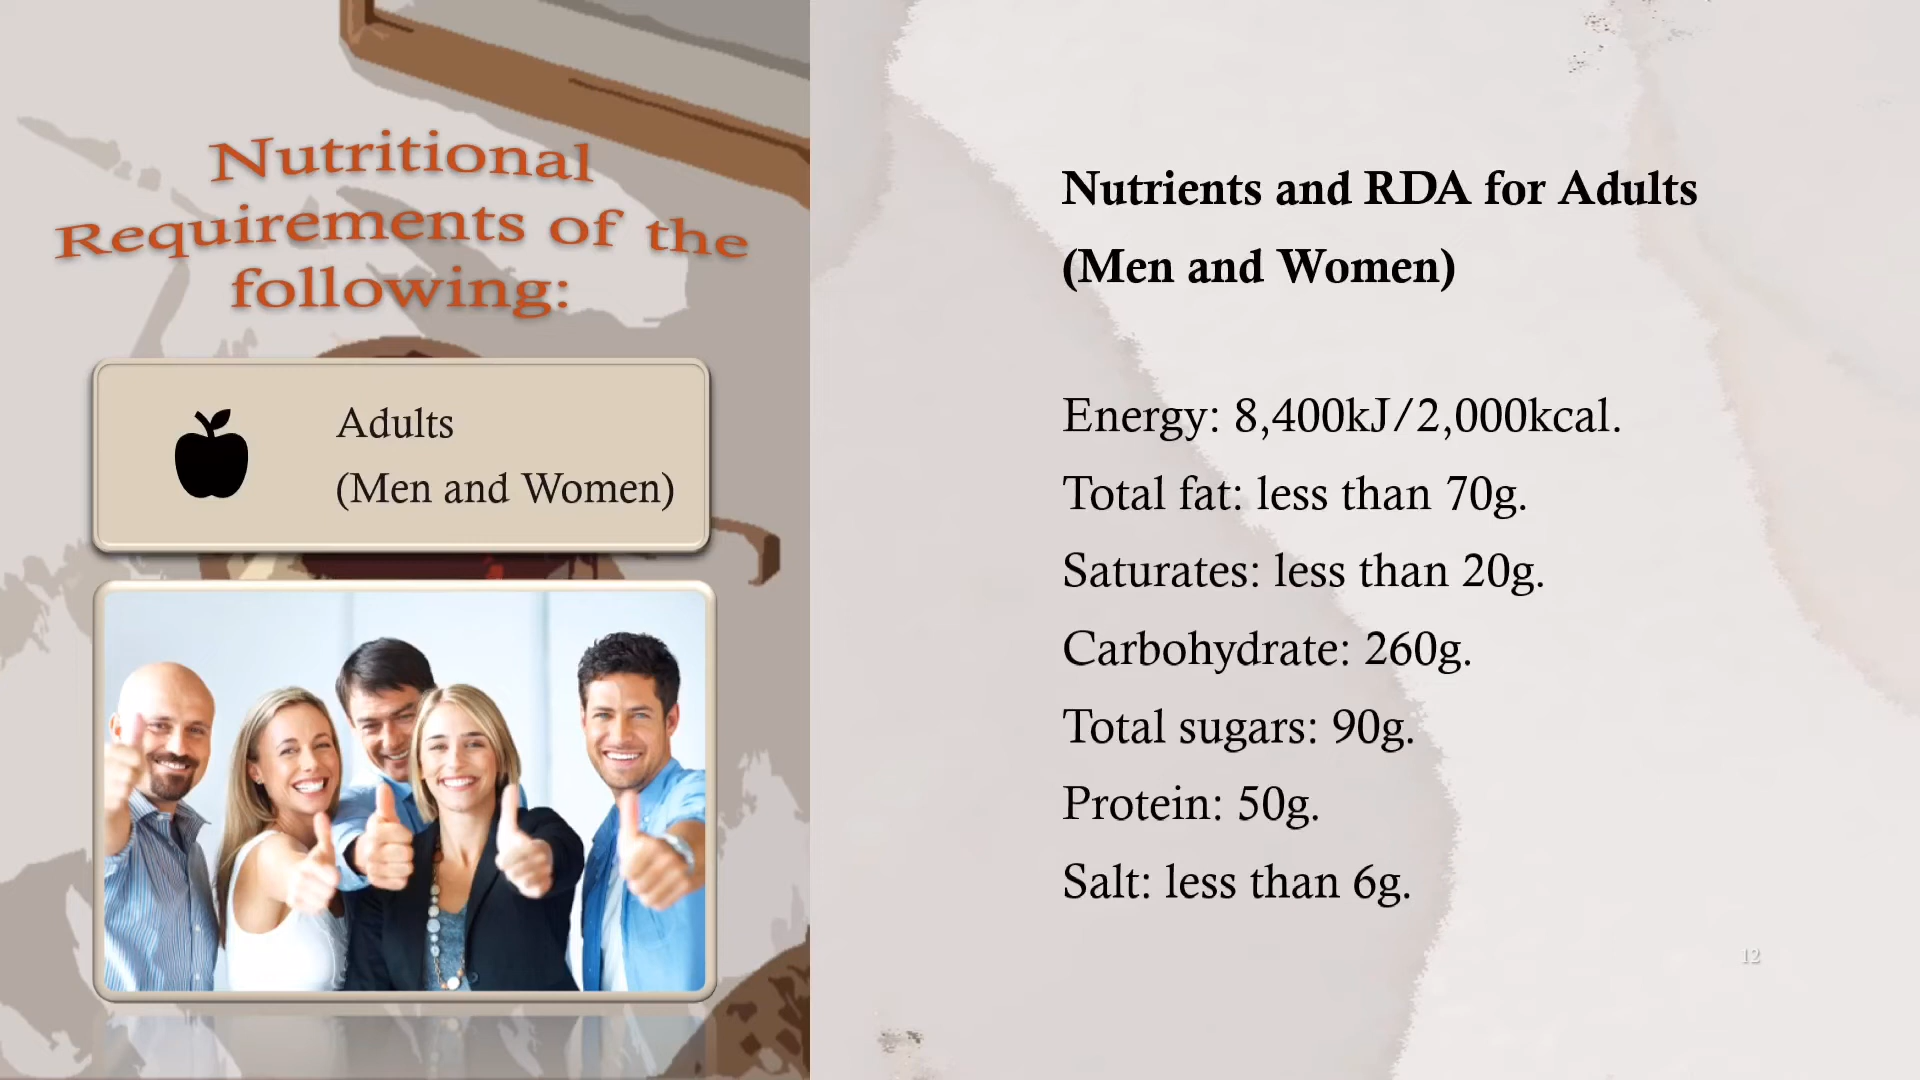 Nutritional
Requirements of the
following:
Adults
(Men and Women)
Nutrients and RDA for Adults
(Men and Women)
Energy: 8,400kJ/2,000kcal.
Total fat: less than 70g.
Saturates: less than 20g.
Carbohydrate: 260g.
Total sugars: 90g.
Protein: 50g.
Salt: less than 6g.
12